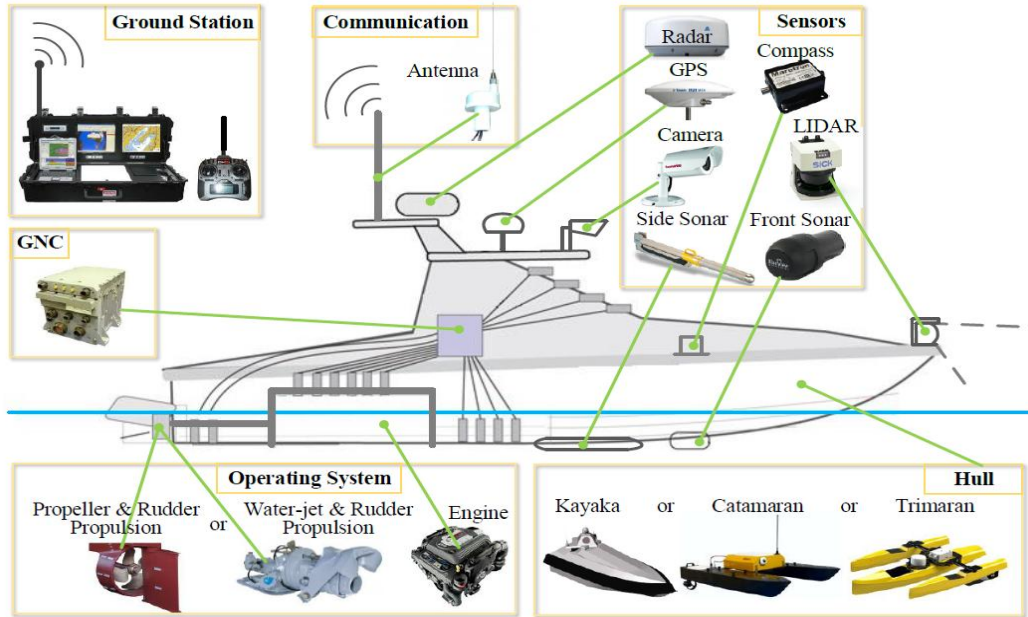 Ground Station
Communication
Antenna
Sensors
Radar
Compass
GPS
Camera
LIDAR
SICK
Side Sonar
Front Sonar
GNC
Operating System
Propeller & Rudder
Propulsion
or
Water-jet & Rudder
Propulsion
Engine
Hull
Kayaka or Catamaran or Trimaran